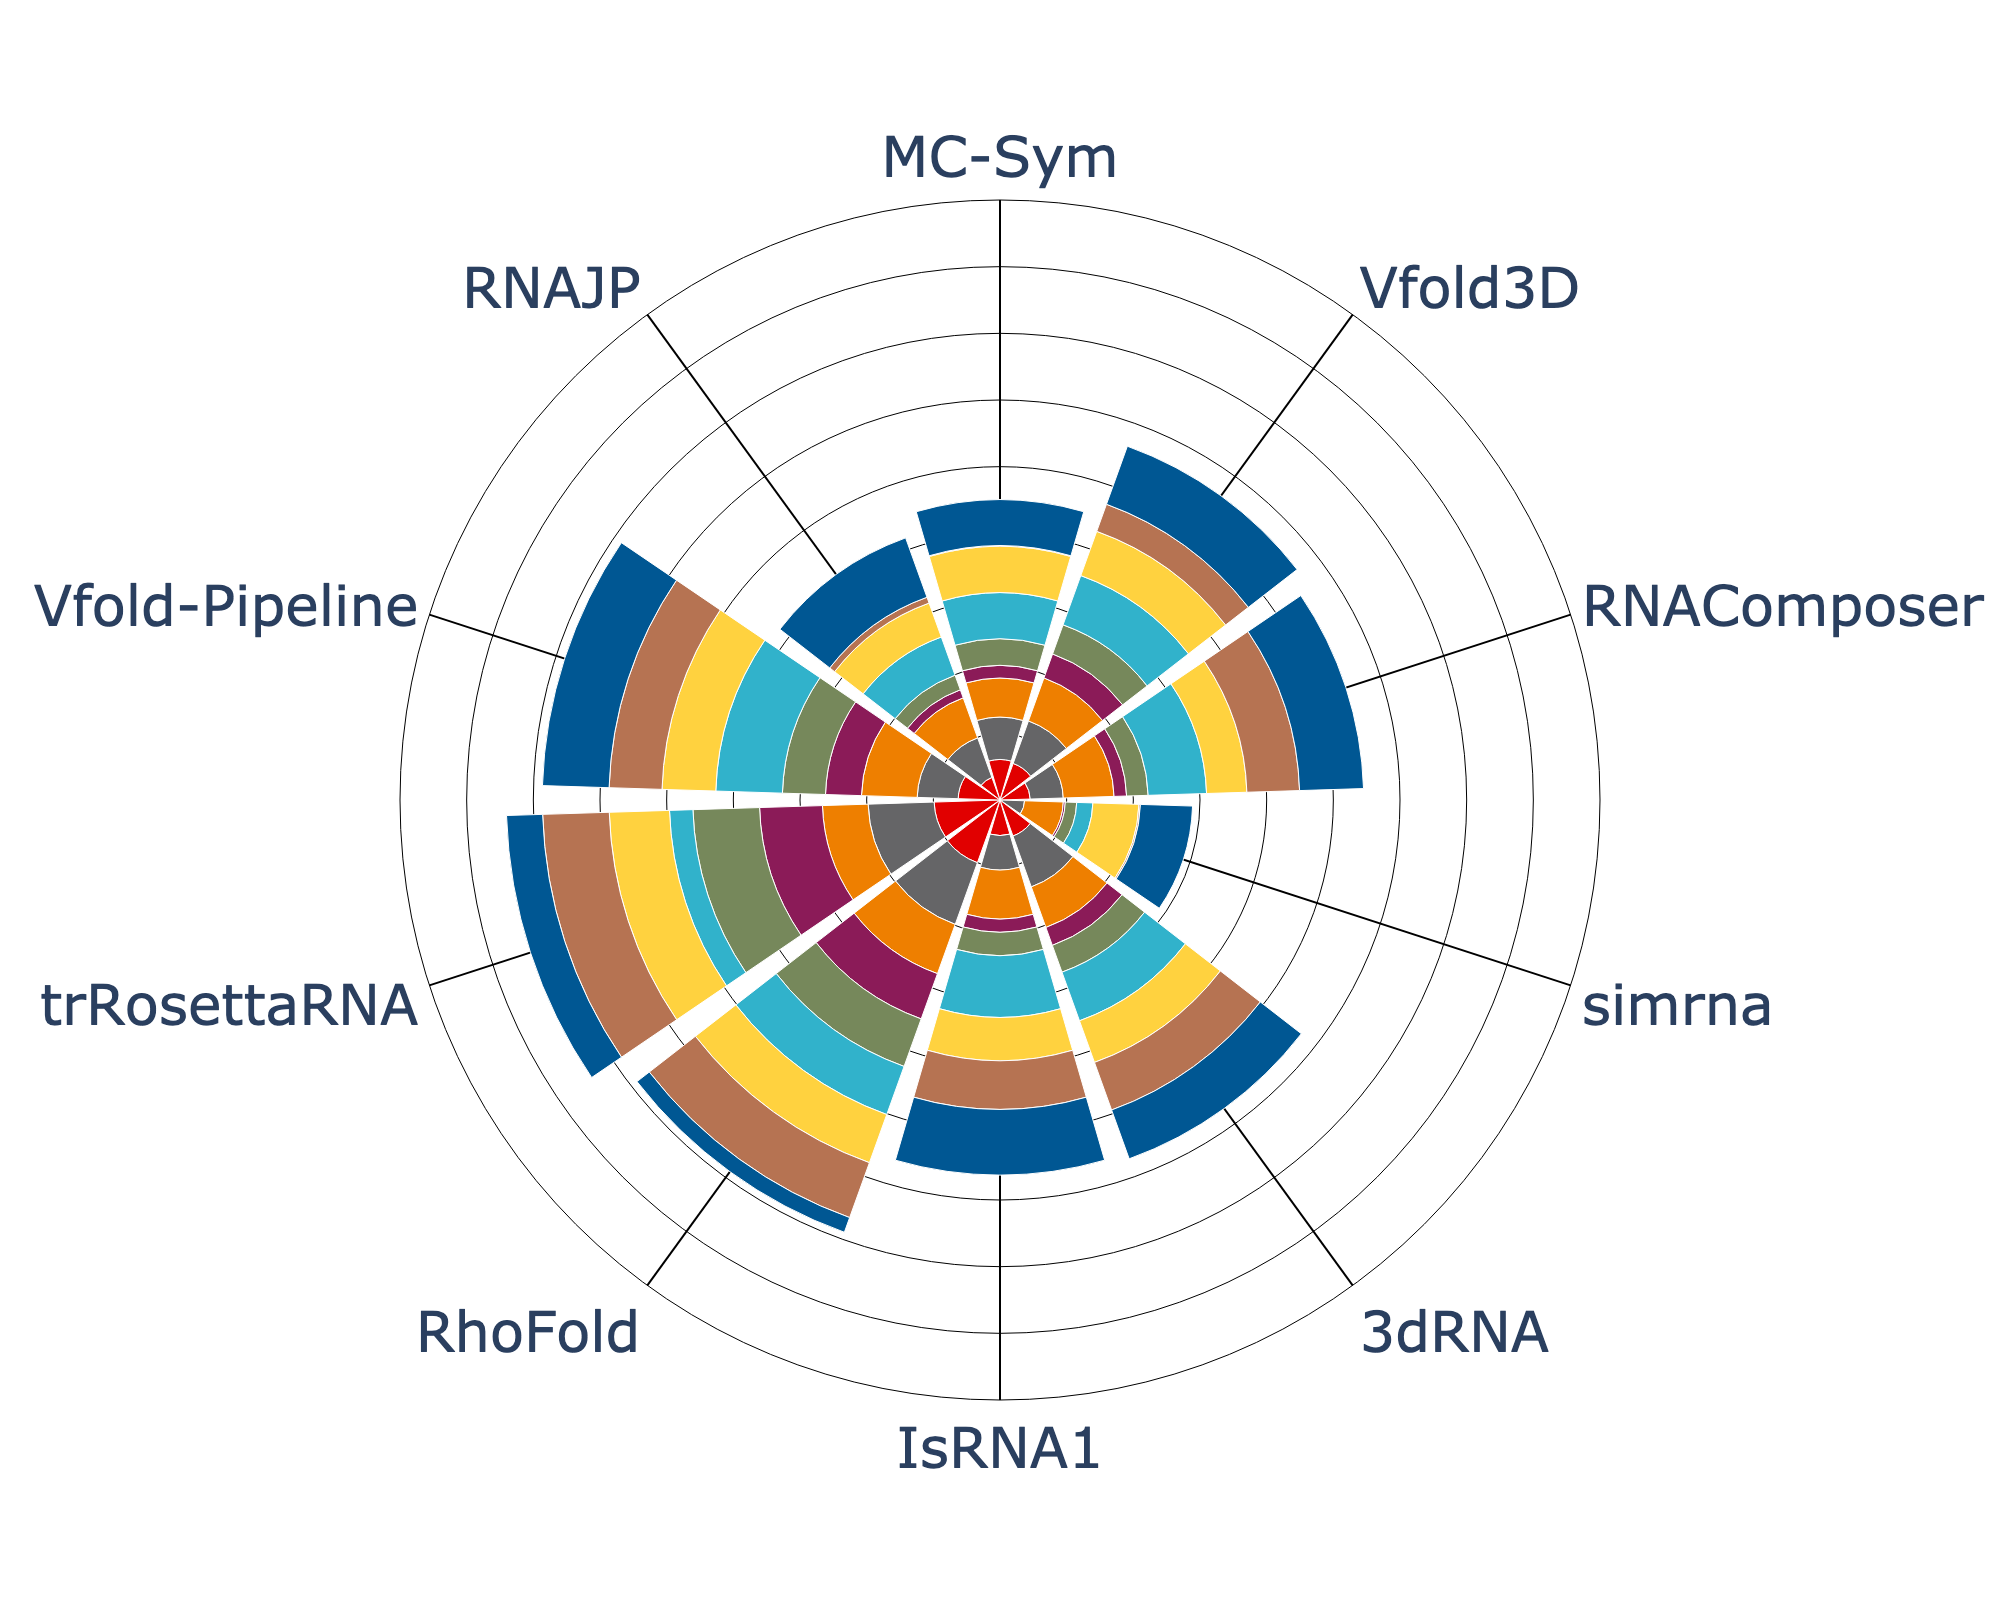 MC-Sym
RNAJP
Vfold3D
Vfold-Pipeline
RNAComposer
trRosettaRNA
simrna
RhoFold
3dRNA
IsRNA1